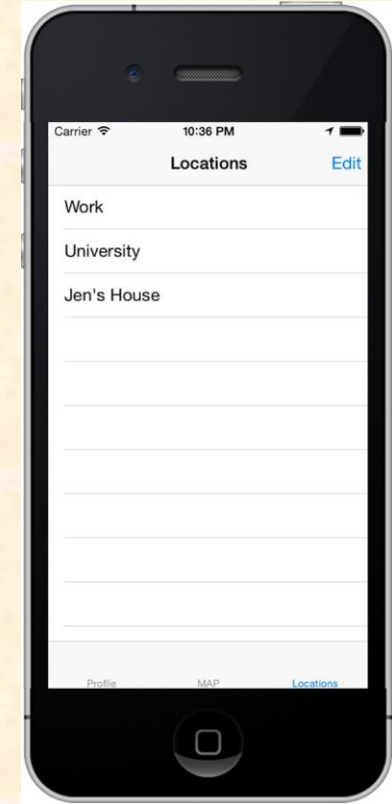 Carrier 10:36 PM
Locations Edit
Work
University
Jen's House
Profile MAP Locations